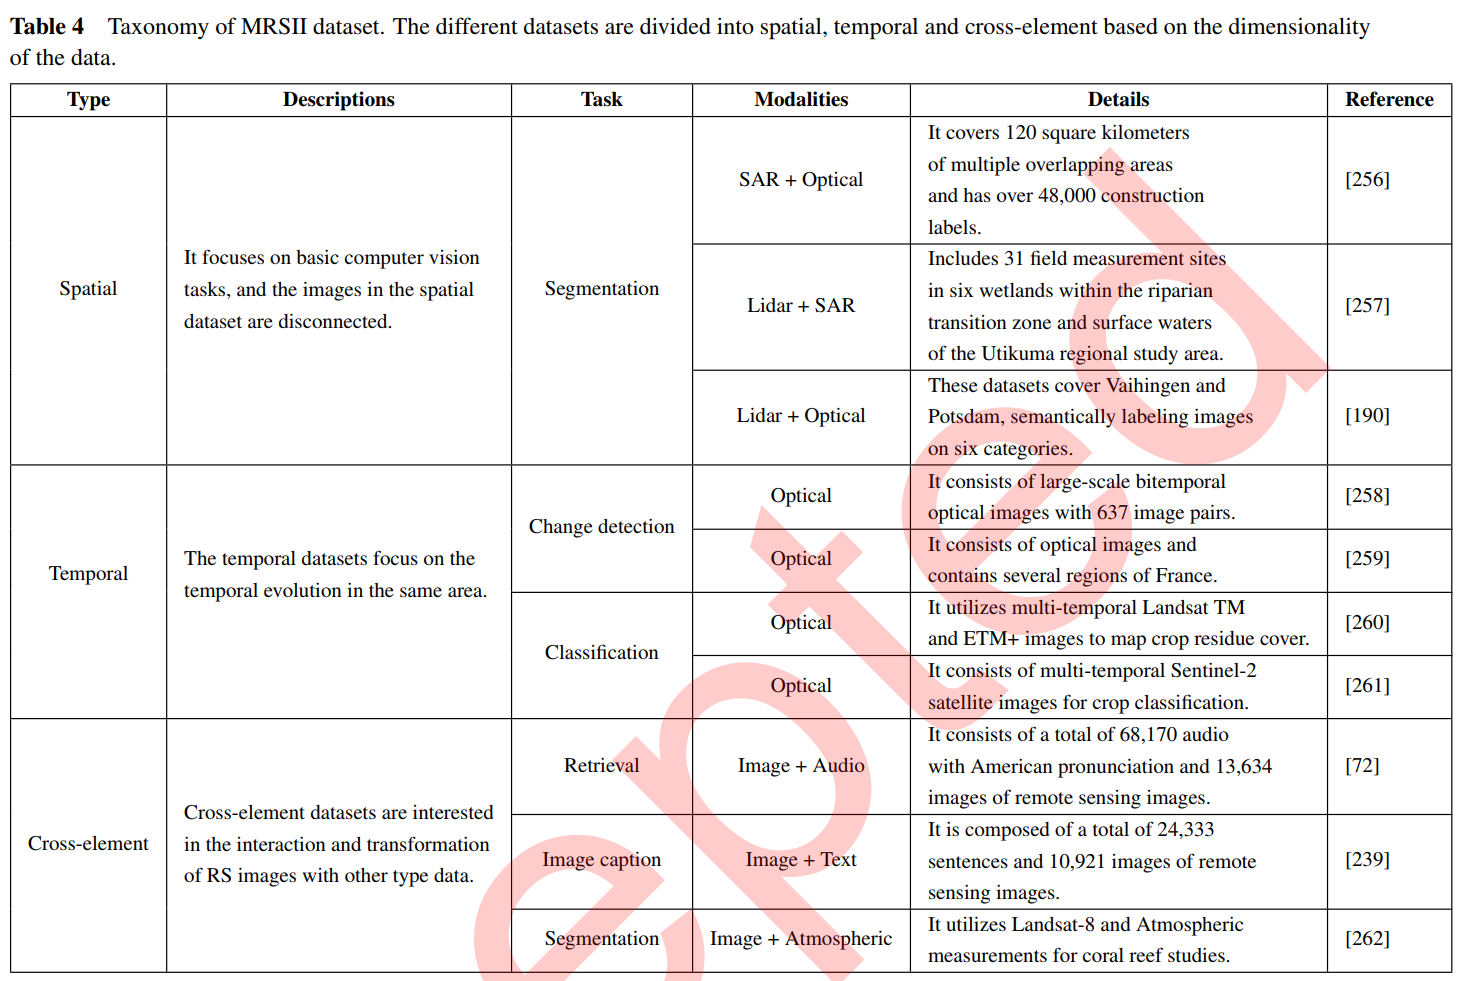 Table 4 Taxonomy of MRSII dataset. The different datasets are divided into spatial, temporal and cross-element based on the dimensionality
of the data.
Type Descriptions Task Modalities Details Reference
Spatial
It focuses on basic computer vision
tasks, and the images in the spatial
dataset are disconnected.
Segmentation
SAR + Optical
It covers 120 square kilometers
of multiple overlapping areas
and has over 48,000 construction
labels.
[256]
Lidar + SAR
Includes 31 field measurement sites
in six wetlands within the riparian
transition zone and surface waters
of the Utikuma regional study area.
[257]
Lidar + Optical
These datasets cover Vaihingen and
Potsdam, semantically labeling images
on six categories.
[190]
Temporal
The temporal datasets focus on the
temporal evolution in the same area.
Change detection
Optical
It consists of large-scale bitemporal
optical images with 637 image pairs.
[258]
Optical
It consists of optical images and
contains several regions of France.
[259]
Classification
Optical
It utilizes multi-temporal Landsat TM
and ETM+ images to map crop residue cover.
[260]
Optical
It consists of multi-temporal Sentinel-2
satellite images for crop classification.
[261]
Cross-element
Cross-element datasets are interested
in the interaction and transformation
of RS images with other type data.
Retrieval
Image + Audio
It consists of a total of 68,170 audio
with American pronunciation and 13,634
images of remote sensing images.
[72]
Image caption
Image + Text
It is composed of a total of 24,333
sentences and 10,921 images of remote
sensing images.
[239]
Segmentation
Image + Atmospheric
It utilizes Landsat-8 and Atmospheric
measurements for coral reef studies.
[262]
epted